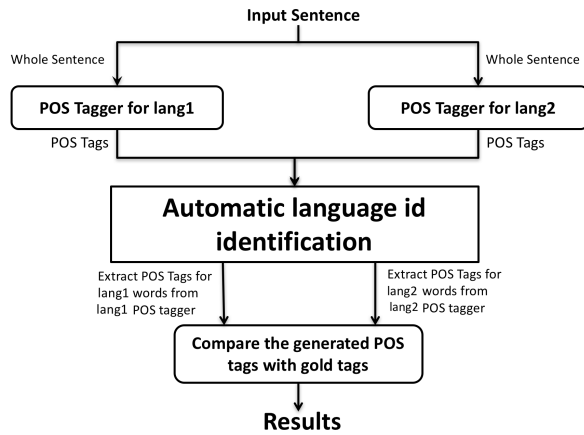 Input Sentence
Whole Sentence
Whole Sentence
POS Tagger for lang1
POS Tagger for lang2
POS Tags
POS Tags
Automatic language id
identification
Extract POS Tags for
lang1 words from
lang1 POS tagger
Extract POS Tags for
lang2 words from
lang2 POS tagger
Compare the generated POS
tags with gold tags
Results